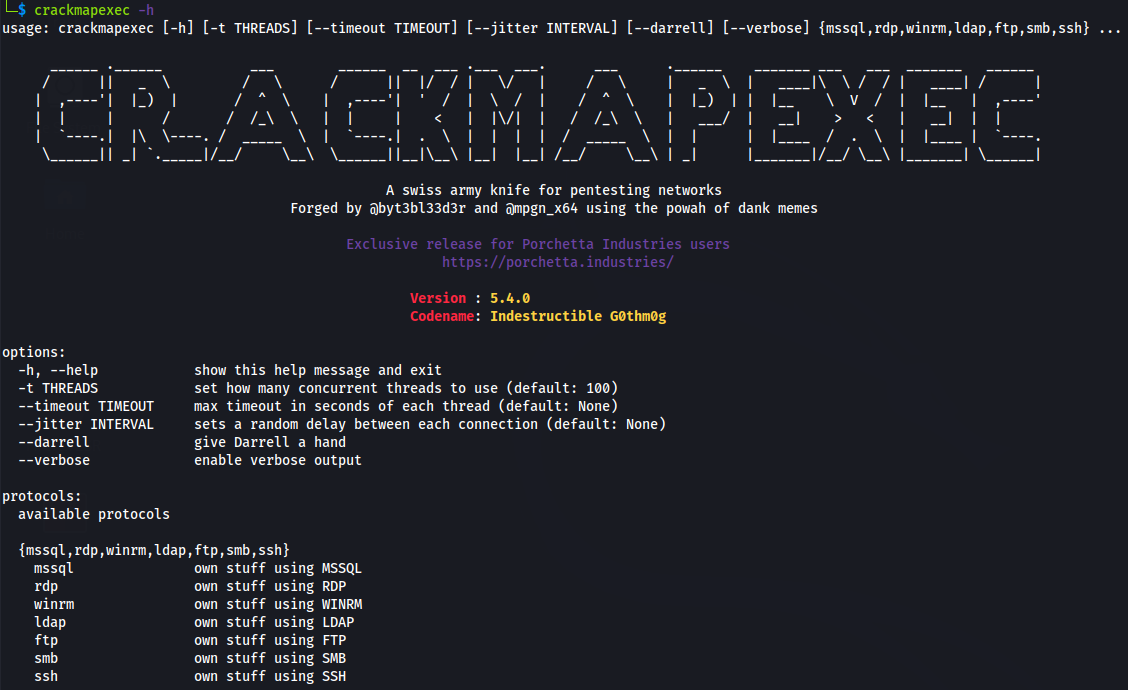 └─$ crackmapexec -h
usage: crackmapexec [-h] [-t THREADS] [--timeout TIMEOUT] [--jitter INTERVAL] [--darrell] [--verbose] {mssql,rdp,winrm,ldap,ftp,smb,ssh} ...
CRACKMAPEXEC
A swiss army knife for pentesting networks
Forged by @byt3bl33d3r and @mpgn_x64 using the powah of dank memes
Exclusive release for Porchetta Industries users
https://porchetta.industries/
Version : 5.4.0
Codename: Indestructible G0thm0g
options:
-h, --help show this help message and exit
-t THREADS set how many concurrent threads to use (default: 100)
--timeout TIMEOUT max timeout in seconds of each thread (default: None)
--jitter INTERVAL sets a random delay between each connection (default: None)
--darrell give Darrell a hand
--verbose enable verbose output
protocols:
available protocols
{mssql,rdp,winrm,ldap,ftp,smb,ssh}
mssql own stuff using MSSQL
rdp own stuff using RDP
winrm own stuff using WINRM
ldap own stuff using LDAP
ftp own stuff using FTP
smb own stuff using SMB
ssh own stuff using SSH